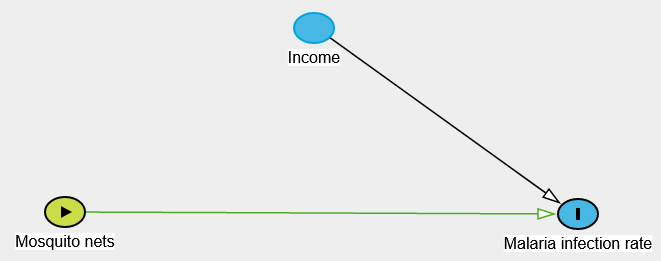 Income
Mosquito nets
Malaria infection rate